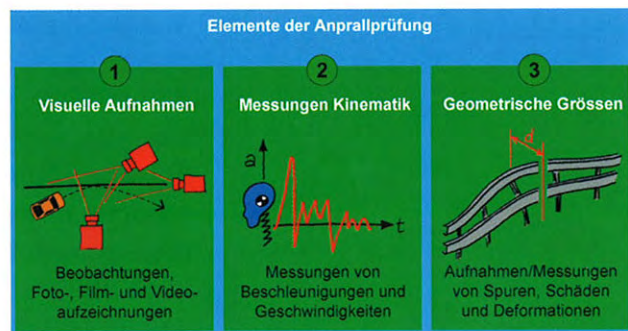 Elemente der Anprallprüfung
1
Visuelle Aufnahmen
Beobachtungen,
Foto-, Film- und Video-
aufzeichnungen
2
Messungen Kinematik
a
t
Messungen von
Beschleunigungen und
Geschwindigkeiten
3
Geometrische Grössen
d
Aufnahmen/Messungen
von Spuren, Schäden
und Deformationen